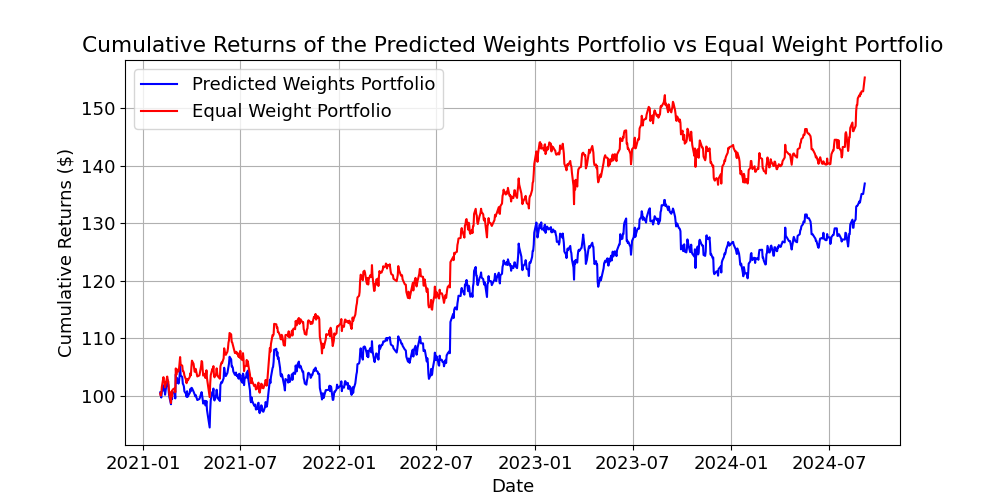 Cumulative Returns of the Predicted Weights Portfolio vs Equal Weight Portfolio
Predicted Weights Portfolio
Equal Weight Portfolio
Cumulative Returns ($)
150
140
130
120
110
100
2021-01 2021-07 2022-01 2022-07 2023-01 2023-07 2024-01 2024-07
Date